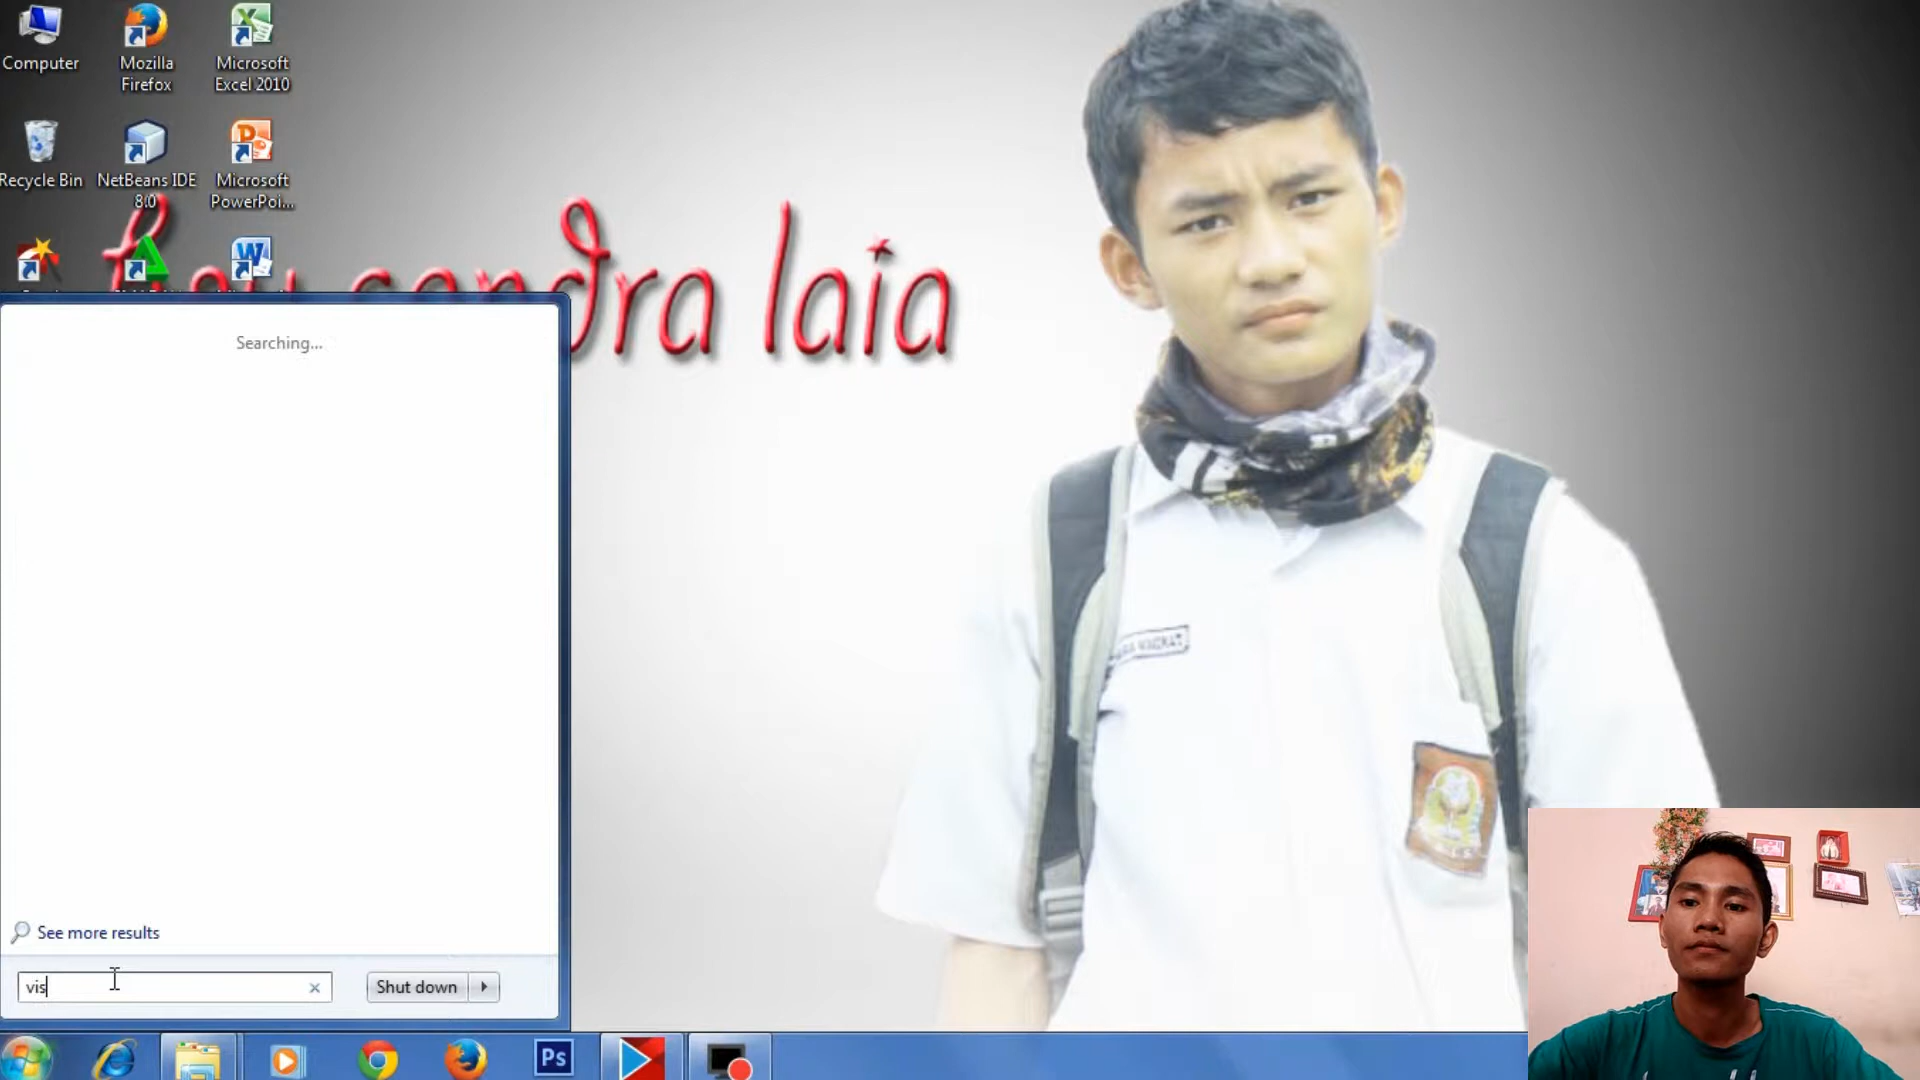 Computer
Mozilla
Firefox
Microsoft
Excel 2010
Recycle Bin
NetBeans IDE
8.0
Microsoft
PowerPoi...
sandra laia
Searching...
See more results
vis
Shut down
Ps